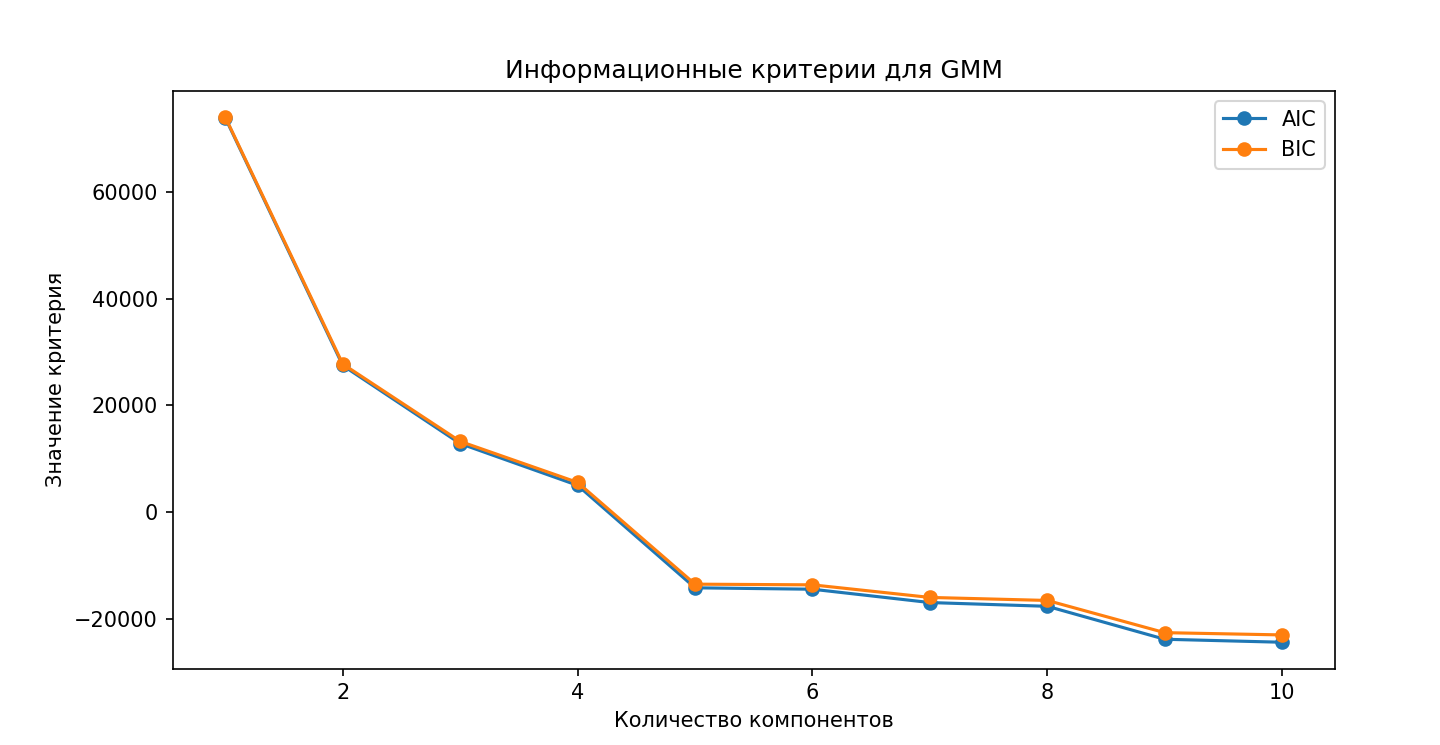 Информационные критерии для GMM
AIC
BIC
Значение критерия
60000
40000
20000
0
−20000
2
4
6
8
10
Количество компонентов